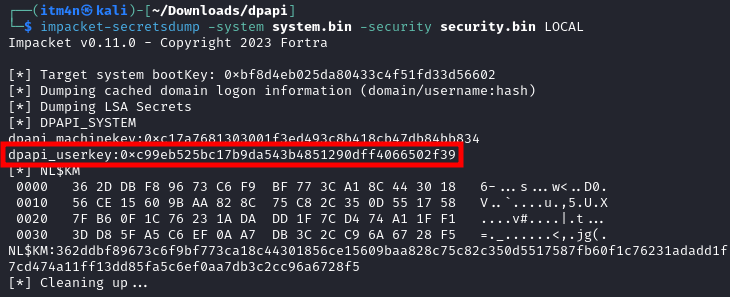 ┌──(itm4n㉿kali)-[~/Downloads/dpapi]
└─$ impacket-secretsdump -system system.bin -security security.bin LOCAL
Impacket v0.11.0 - Copyright 2023 Fortra
[*] Target system bootKey: 0×bf8d4eb025da80433c4f51fd33d56602
[*] Dumping cached domain logon information (domain/username:hash)
[*] Dumping LSA Secrets
[*] DPAPI_SYSTEM
dpapi_machinekey:0×c17a7681303001f3ed493c8b418cb47db84bb834
dpapi_userkey:0×c99eb525bc17b9da543b4851290dff4066502f39
[*] NL$KM
0000 36 2D DB F8 96 73 C6 F9 BF 77 3C A1 8C 44 30 18 6-...s...w<..D0.
0010 56 CE 15 60 9B AA 82 8C 75 C8 2C 35 0D 55 17 58 V..`....u.,5.U.X
0020 7F B6 0F 1C 76 23 1A DA DD 1F 7C D4 74 A1 1F F1 ....v#....|.t...
0030 3D D8 5F A5 C6 EF 0A A7 DB 3C 2C C9 6A 67 28 F5 =._......<,.jg(.
NL$KM:362ddbf89673c6f9bf773ca18c44301856ce15609baa828c75c82c350d5517587fb60f1c76231adadd1f
7cd474a11ff13dd85fa5c6ef0aa7db3c2cc96a6728f5
[*] Cleaning up...